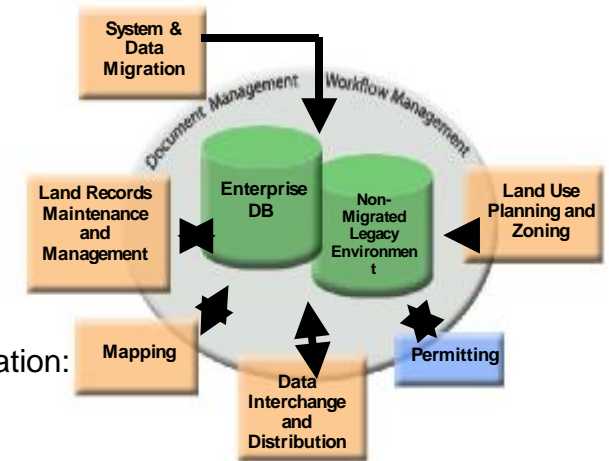 System &
Data
Migration
Document Management
Workflow Management
Enterprise
DB
Non-
Migrated
Legacy
Environmen
t
Land Records
Maintenance
and
Management
Land Use
Planning and
Zoning
ation:
Mapping
Permitting
Data
Interchange
and
Distribution